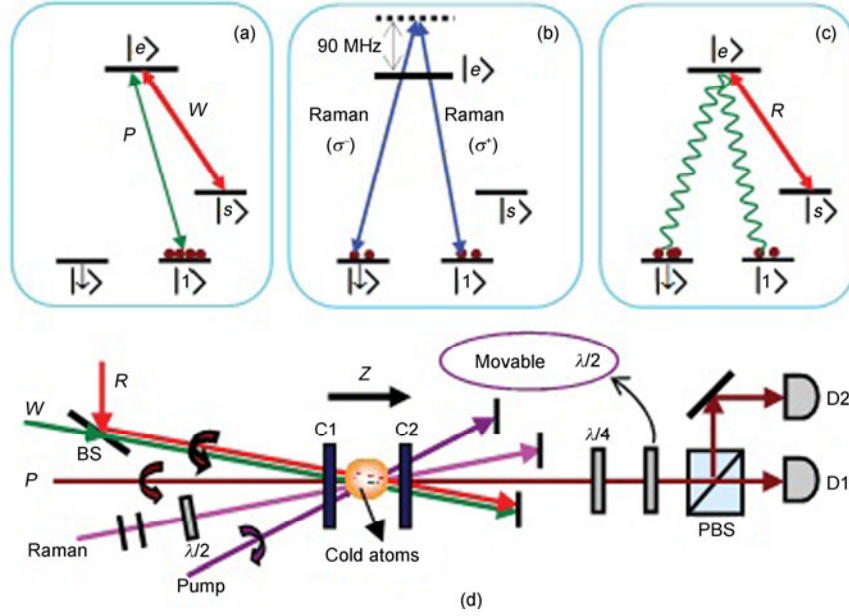 (a)
|e⟩
W
P
|s⟩
|↓⟩
|1⟩
(b)
90 MHz
|e⟩
Raman
(σ⁻)
Raman
(σ⁺)
|s⟩
|↓⟩
|1⟩
(c)
|e⟩
R
|s⟩
|↓⟩
|1⟩
R
W
BS
P
Raman
λ/2
Pump
Z
C1
C2
Cold atoms
Movable λ/2
λ/4
PBS
D2
D1
(d)